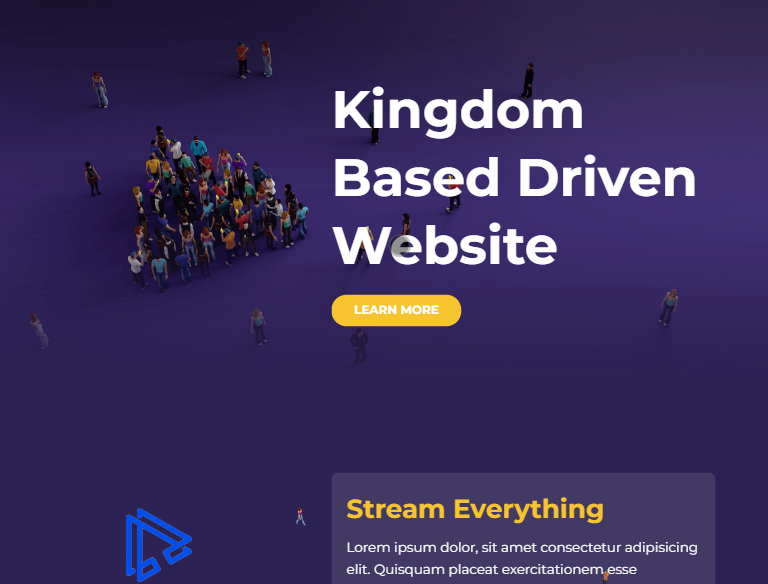 Kingdom
Based Driven
Website
LEARN MORE
Stream Everything
Lorem ipsum dolor, sit amet consectetur adipisicing
elit. Quisquam placeat exercitationem esse